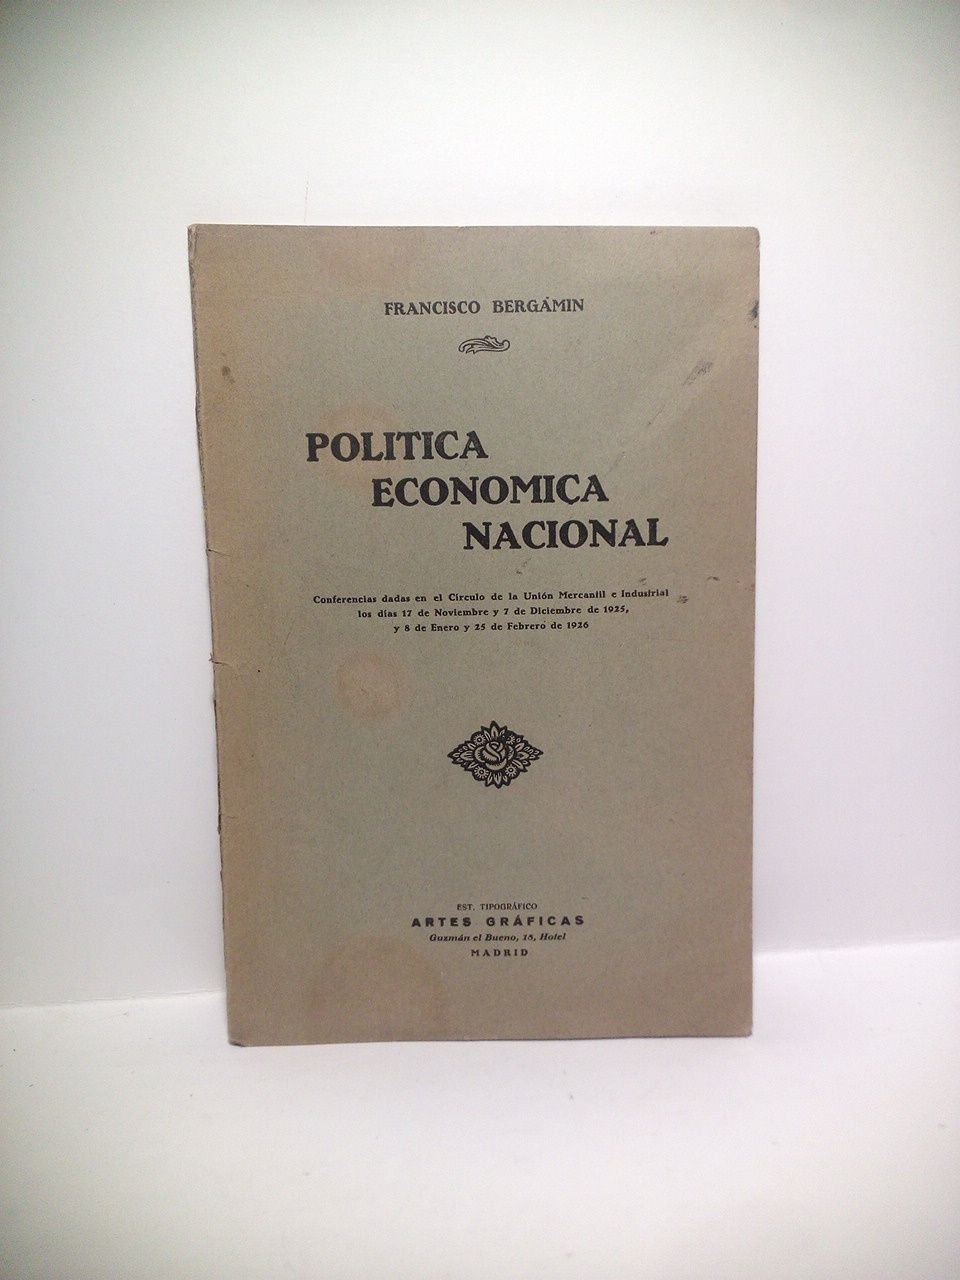 FRANCISCO BERGÁMIN
POLITICA
ECONOMICA
NACIONAL
Conferencias dadas en el Círculo de la Unión Mercantil e Industrial
los días 17 de Noviembre y 7 de Diciembre de 1925,
y 8 de Enero y 25 de Febrero de 1926
EST. TIPOGRÁFICO
ARTES GRÁFICAS
Guzmán el Bueno, 18, Hotel
MADRID